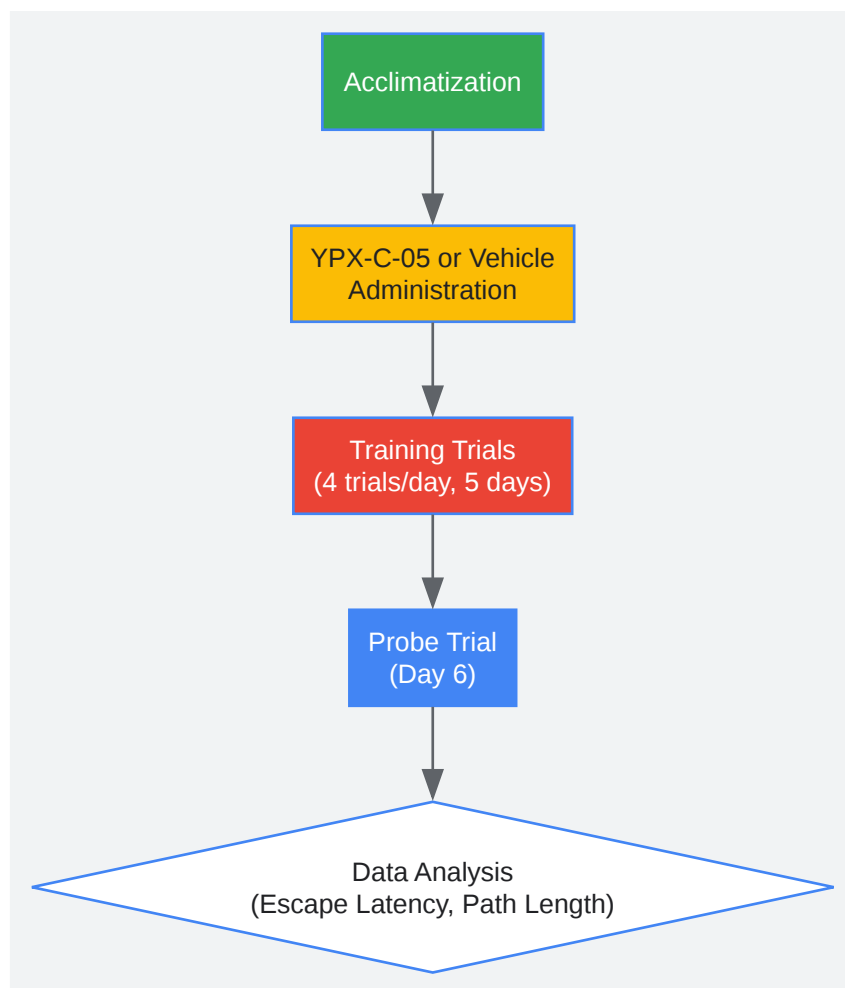 Acclimatization
YPX-C-05 or Vehicle
Administration
Training Trials
(4 trials/day, 5 days)
Probe Trial
(Day 6)
Data Analysis
(Escape Latency, Path Length)